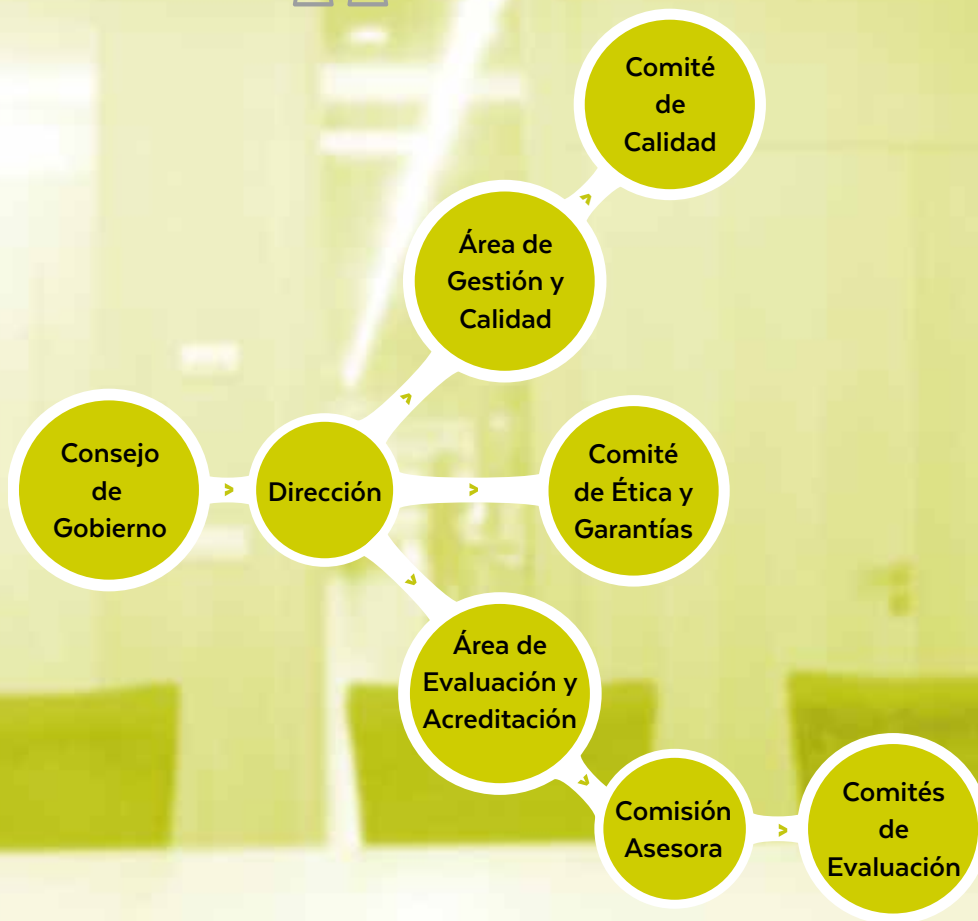 Comité
de
Calidad
Área de
Gestión y
Calidad
Consejo
de
Gobierno
Dirección
Comité
de Ética y
Garantías
Área de
Evaluación y
Acreditación
Comisión
Asesora
Comités
de
Evaluación